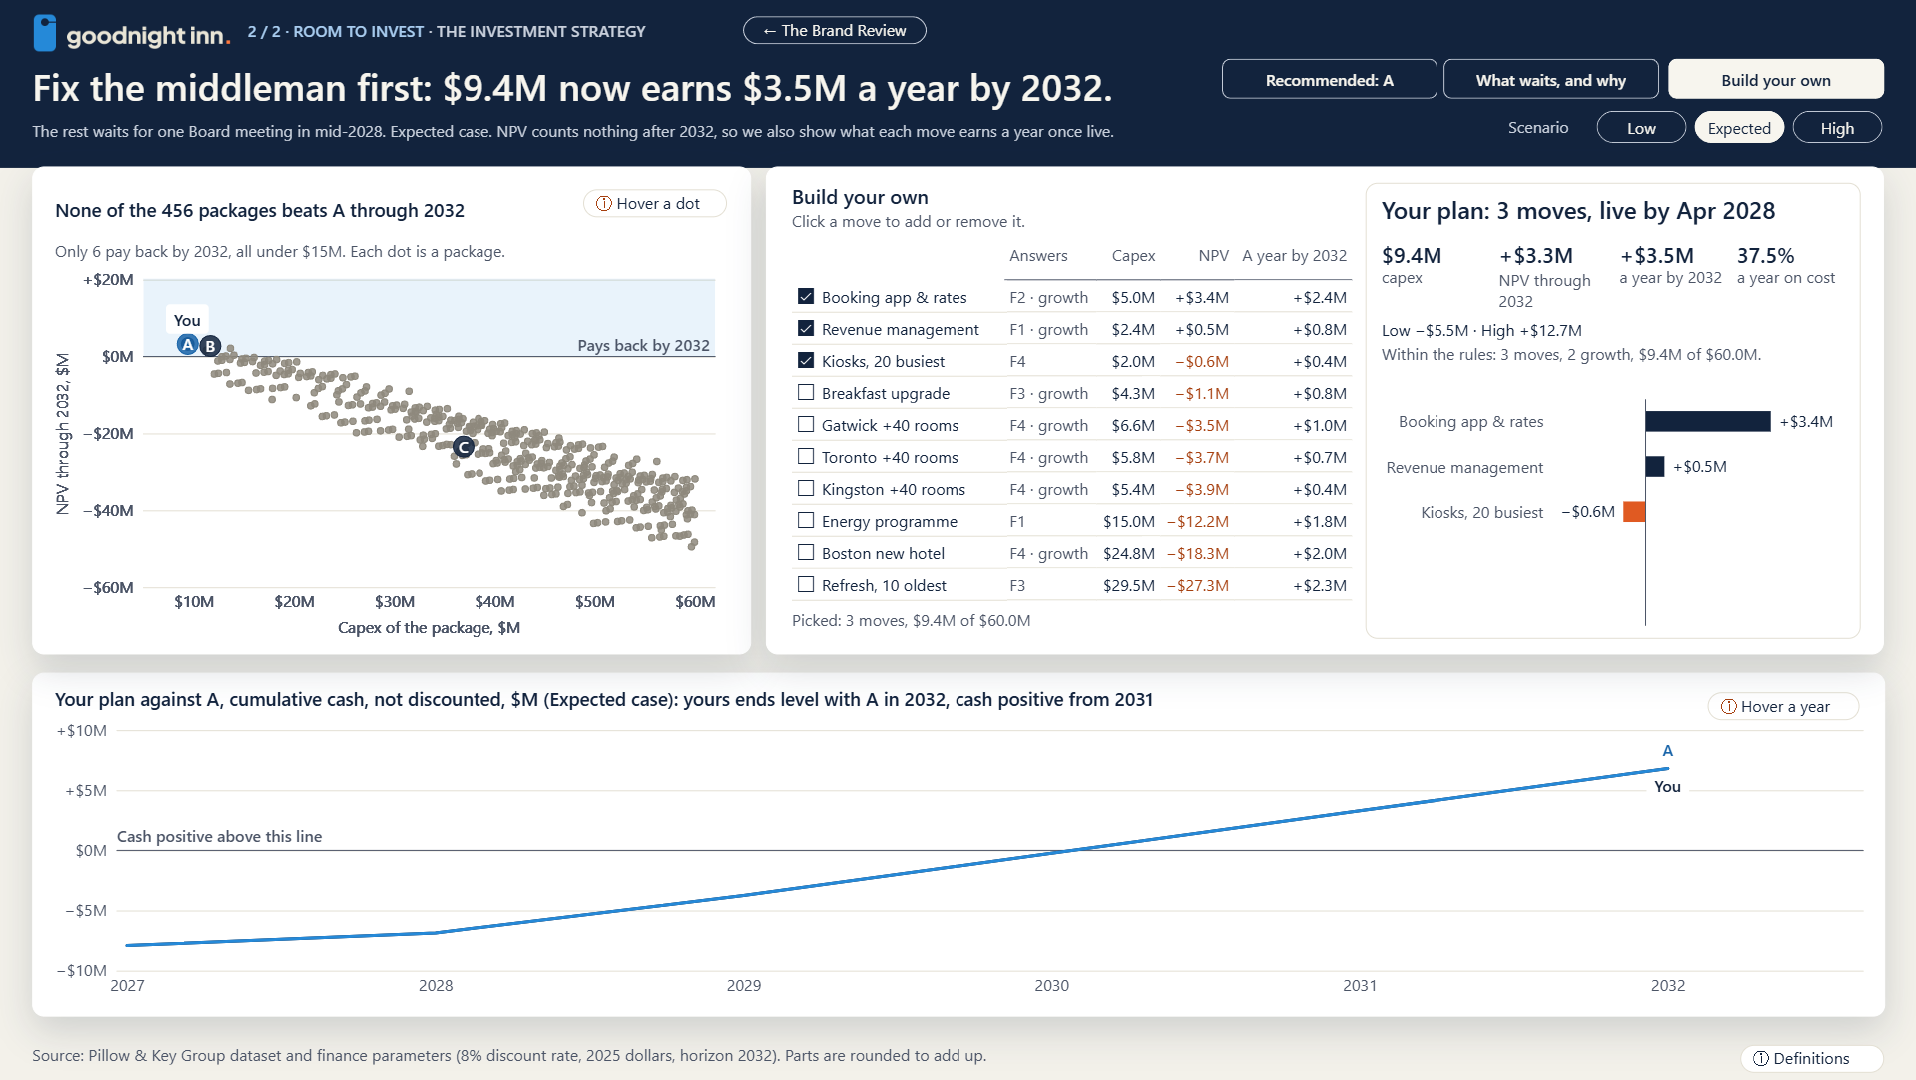 goodnight inn.
2 / 2 · ROOM TO INVEST · THE INVESTMENT STRATEGY
← The Brand Review
Fix the middleman first: $9.4M now earns $3.5M a year by 2032.
The rest waits for one Board meeting in mid-2028. Expected case. NPV counts nothing after 2032, so we also show what each move earns a year once live.
Recommended: A
What waits, and why
Build your own
Scenario
Low
Expected
High
None of the 456 packages beats A through 2032
ⓘ Hover a dot
Only 6 pay back by 2032, all under $15M. Each dot is a package.
NPV through 2032, $M
+$20M
$0M
−$20M
−$40M
−$60M
You
A
B
C
Pays back by 2032
$10M
$20M
$30M
$40M
$50M
$60M
Capex of the package, $M
Build your own
Click a move to add or remove it.
Answers Capex NPV A year by 2032
Booking app & rates F2 · growth $5.0M +$3.4M +$2.4M
Revenue management F1 · growth $2.4M +$0.5M +$0.8M
Kiosks, 20 busiest F4 $2.0M −$0.6M +$0.4M
Breakfast upgrade F3 · growth $4.3M −$1.1M +$0.8M
Gatwick +40 rooms F4 · growth $6.6M −$3.5M +$1.0M
Toronto +40 rooms F4 · growth $5.8M −$3.7M +$0.7M
Kingston +40 rooms F4 · growth $5.4M −$3.9M +$0.4M
Energy programme F1 $15.0M −$12.2M +$1.8M
Boston new hotel F4 · growth $24.8M −$18.3M +$2.0M
Refresh, 10 oldest F3 $29.5M −$27.3M +$2.3M
Picked: 3 moves, $9.4M of $60.0M
Your plan: 3 moves, live by Apr 2028
$9.4M
capex
+$3.3M
NPV through
2032
+$3.5M
a year by 2032
37.5%
a year on cost
Low −$5.5M · High +$12.7M
Within the rules: 3 moves, 2 growth, $9.4M of $60.0M.
Booking app & rates +$3.4M
Revenue management +$0.5M
Kiosks, 20 busiest −$0.6M
Your plan against A, cumulative cash, not discounted, $M (Expected case): yours ends level with A in 2032, cash positive from 2031
ⓘ Hover a year
+$10M
+$5M
$0M
−$5M
−$10M
Cash positive above this line
A
You
2027
2028
2029
2030
2031
2032
Source: Pillow & Key Group dataset and finance parameters (8% discount rate, 2025 dollars, horizon 2032). Parts are rounded to add up.
ⓘ Definitions